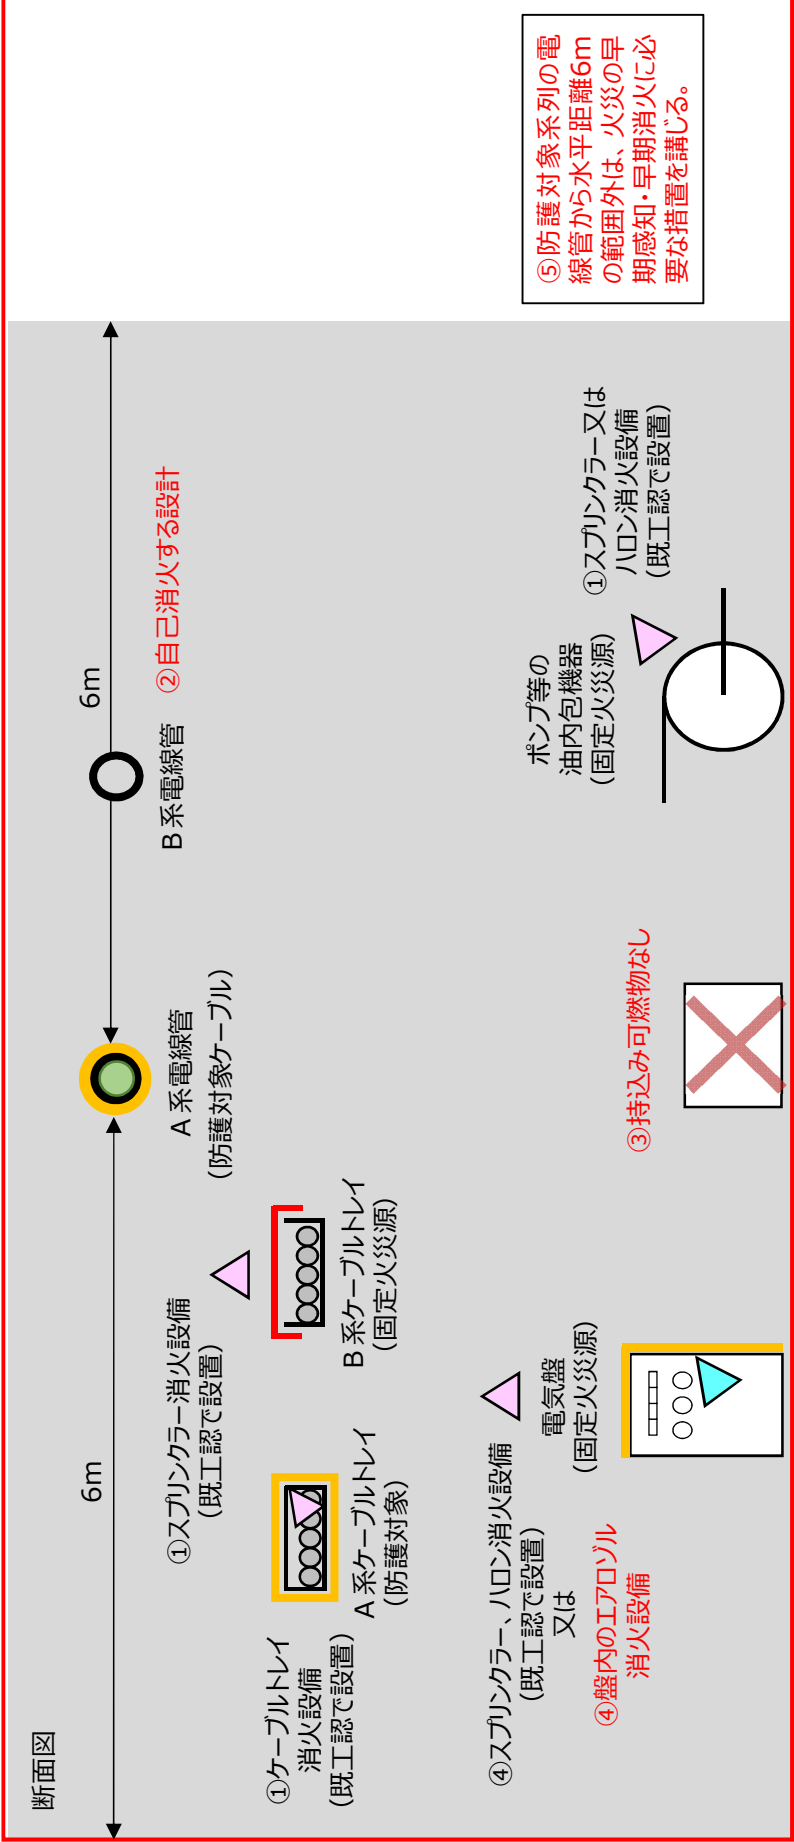 断面図
6m
6m
①ケーブルトレイ
消火設備
(既工認で設置)
①スプリンクラー消火設備
(既工認で設置)
A系電線管
(防護対象ケーブル)
B系電線管
②自己消火する設計
A系ケーブルトレイ
(防護対象)
B系ケーブルトレイ
(固定火災源)
④スプリンクラー、ハロン消火設備
(既工認で設置)
又は
④盤内のエアロゾル
消火設備
電気盤
(固定火災源)
③持込み可燃物なし
ポンプ等の
油内包機器
(固定火災源)
①スプリンクラー又は
ハロン消火設備
(既工認で設置)
⑤防護対象系列の電
線管から水平距離6m
の範囲外は、火災の早
期感知・早期消火に必
要な措置を講じる。